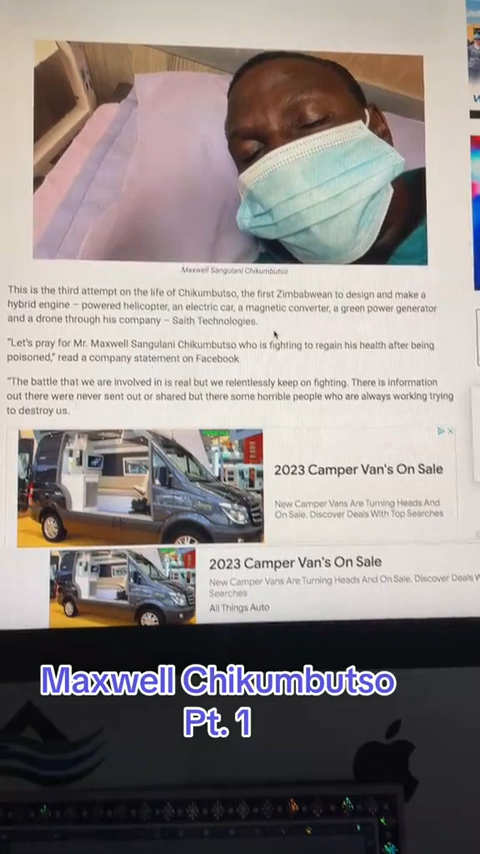 Maxwell Sangulani Chikumbutso
This is the third attempt on the life of Chikumbutso, the first Zimbabwean to design and make a
hybrid engine – powered helicopter, an electric car, a magnetic converter, a green power generator
and a drone through his company – Saith Technologies.
"Let's pray for Mr. Maxwell Sangulani Chikumbutso who is fighting to regain his health after being
poisoned," read a company statement on Facebook.
"The battle that we are involved in is real but we relentlessly keep on fighting. There is information
out there were never sent out or shared but there some horrible people who are always working trying
to destroy us.
2023 Camper Van's On Sale
New Camper Vans Are Turning Heads And
On Sale. Discover Deals With Top Searches
2023 Camper Van's On Sale
New Camper Vans Are Turning Heads And On Sale. Discover Deals W
Searches
All Things Auto
Maxwell Chikumbutso
Pt. 1